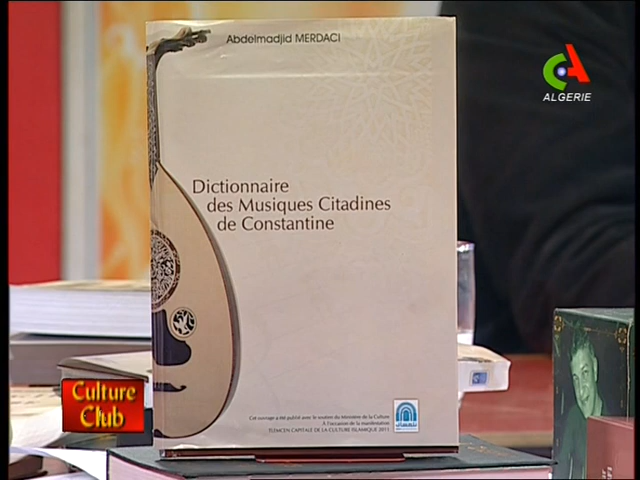 Abdelmadjid MERDACI
ALGERIE
Dictionnaire
des Musiques Citadines
de Constantine
Cet ouvrage a été publié avec le soutien du Ministère de la Culture
A l'occasion de la manifestation
TLEMCEN CAPITALE DE LA CULTURE ISLAMIQUE 2011
Culture
Club